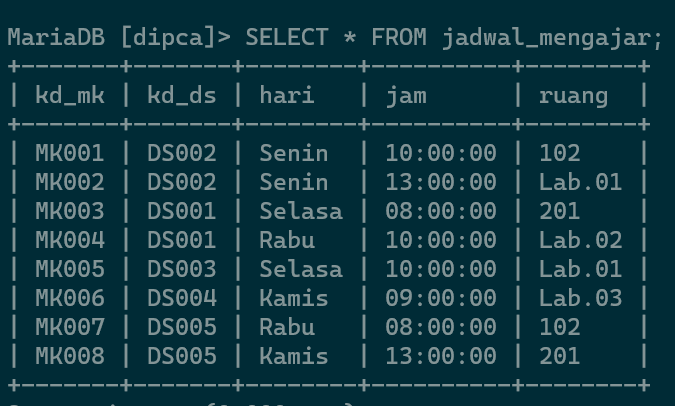 MariaDB [dipca]> SELECT * FROM jadwal_mengajar;
+-------+-------+--------+----------+--------+
| kd_mk | kd_ds | hari   | jam      | ruang  |
+-------+-------+--------+----------+--------+
| MK001 | DS002 | Senin  | 10:00:00 | 102    |
| MK002 | DS002 | Senin  | 13:00:00 | Lab.01 |
| MK003 | DS001 | Selasa | 08:00:00 | 201    |
| MK004 | DS001 | Rabu   | 10:00:00 | Lab.02 |
| MK005 | DS003 | Selasa | 10:00:00 | Lab.01 |
| MK006 | DS004 | Kamis  | 09:00:00 | Lab.03 |
| MK007 | DS005 | Rabu   | 08:00:00 | 102    |
| MK008 | DS005 | Kamis  | 13:00:00 | 201    |
+-------+-------+--------+----------+--------+